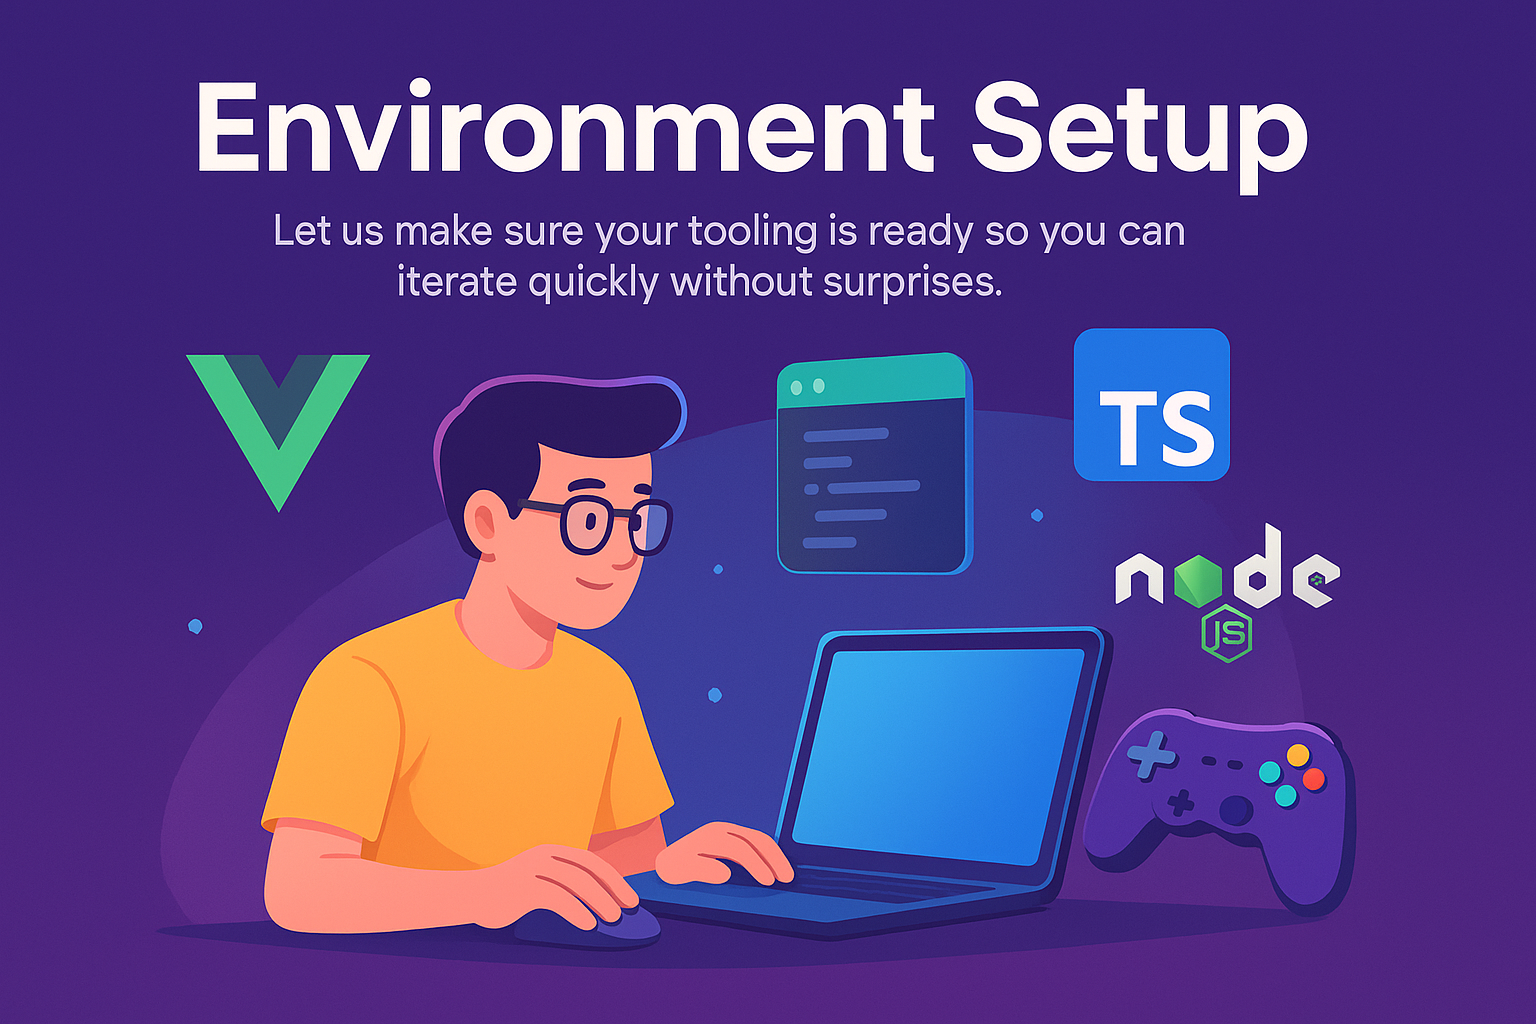 Environment Setup
Let us make sure your tooling is ready so you can
iterate quickly without surprises.
TS
node
JS